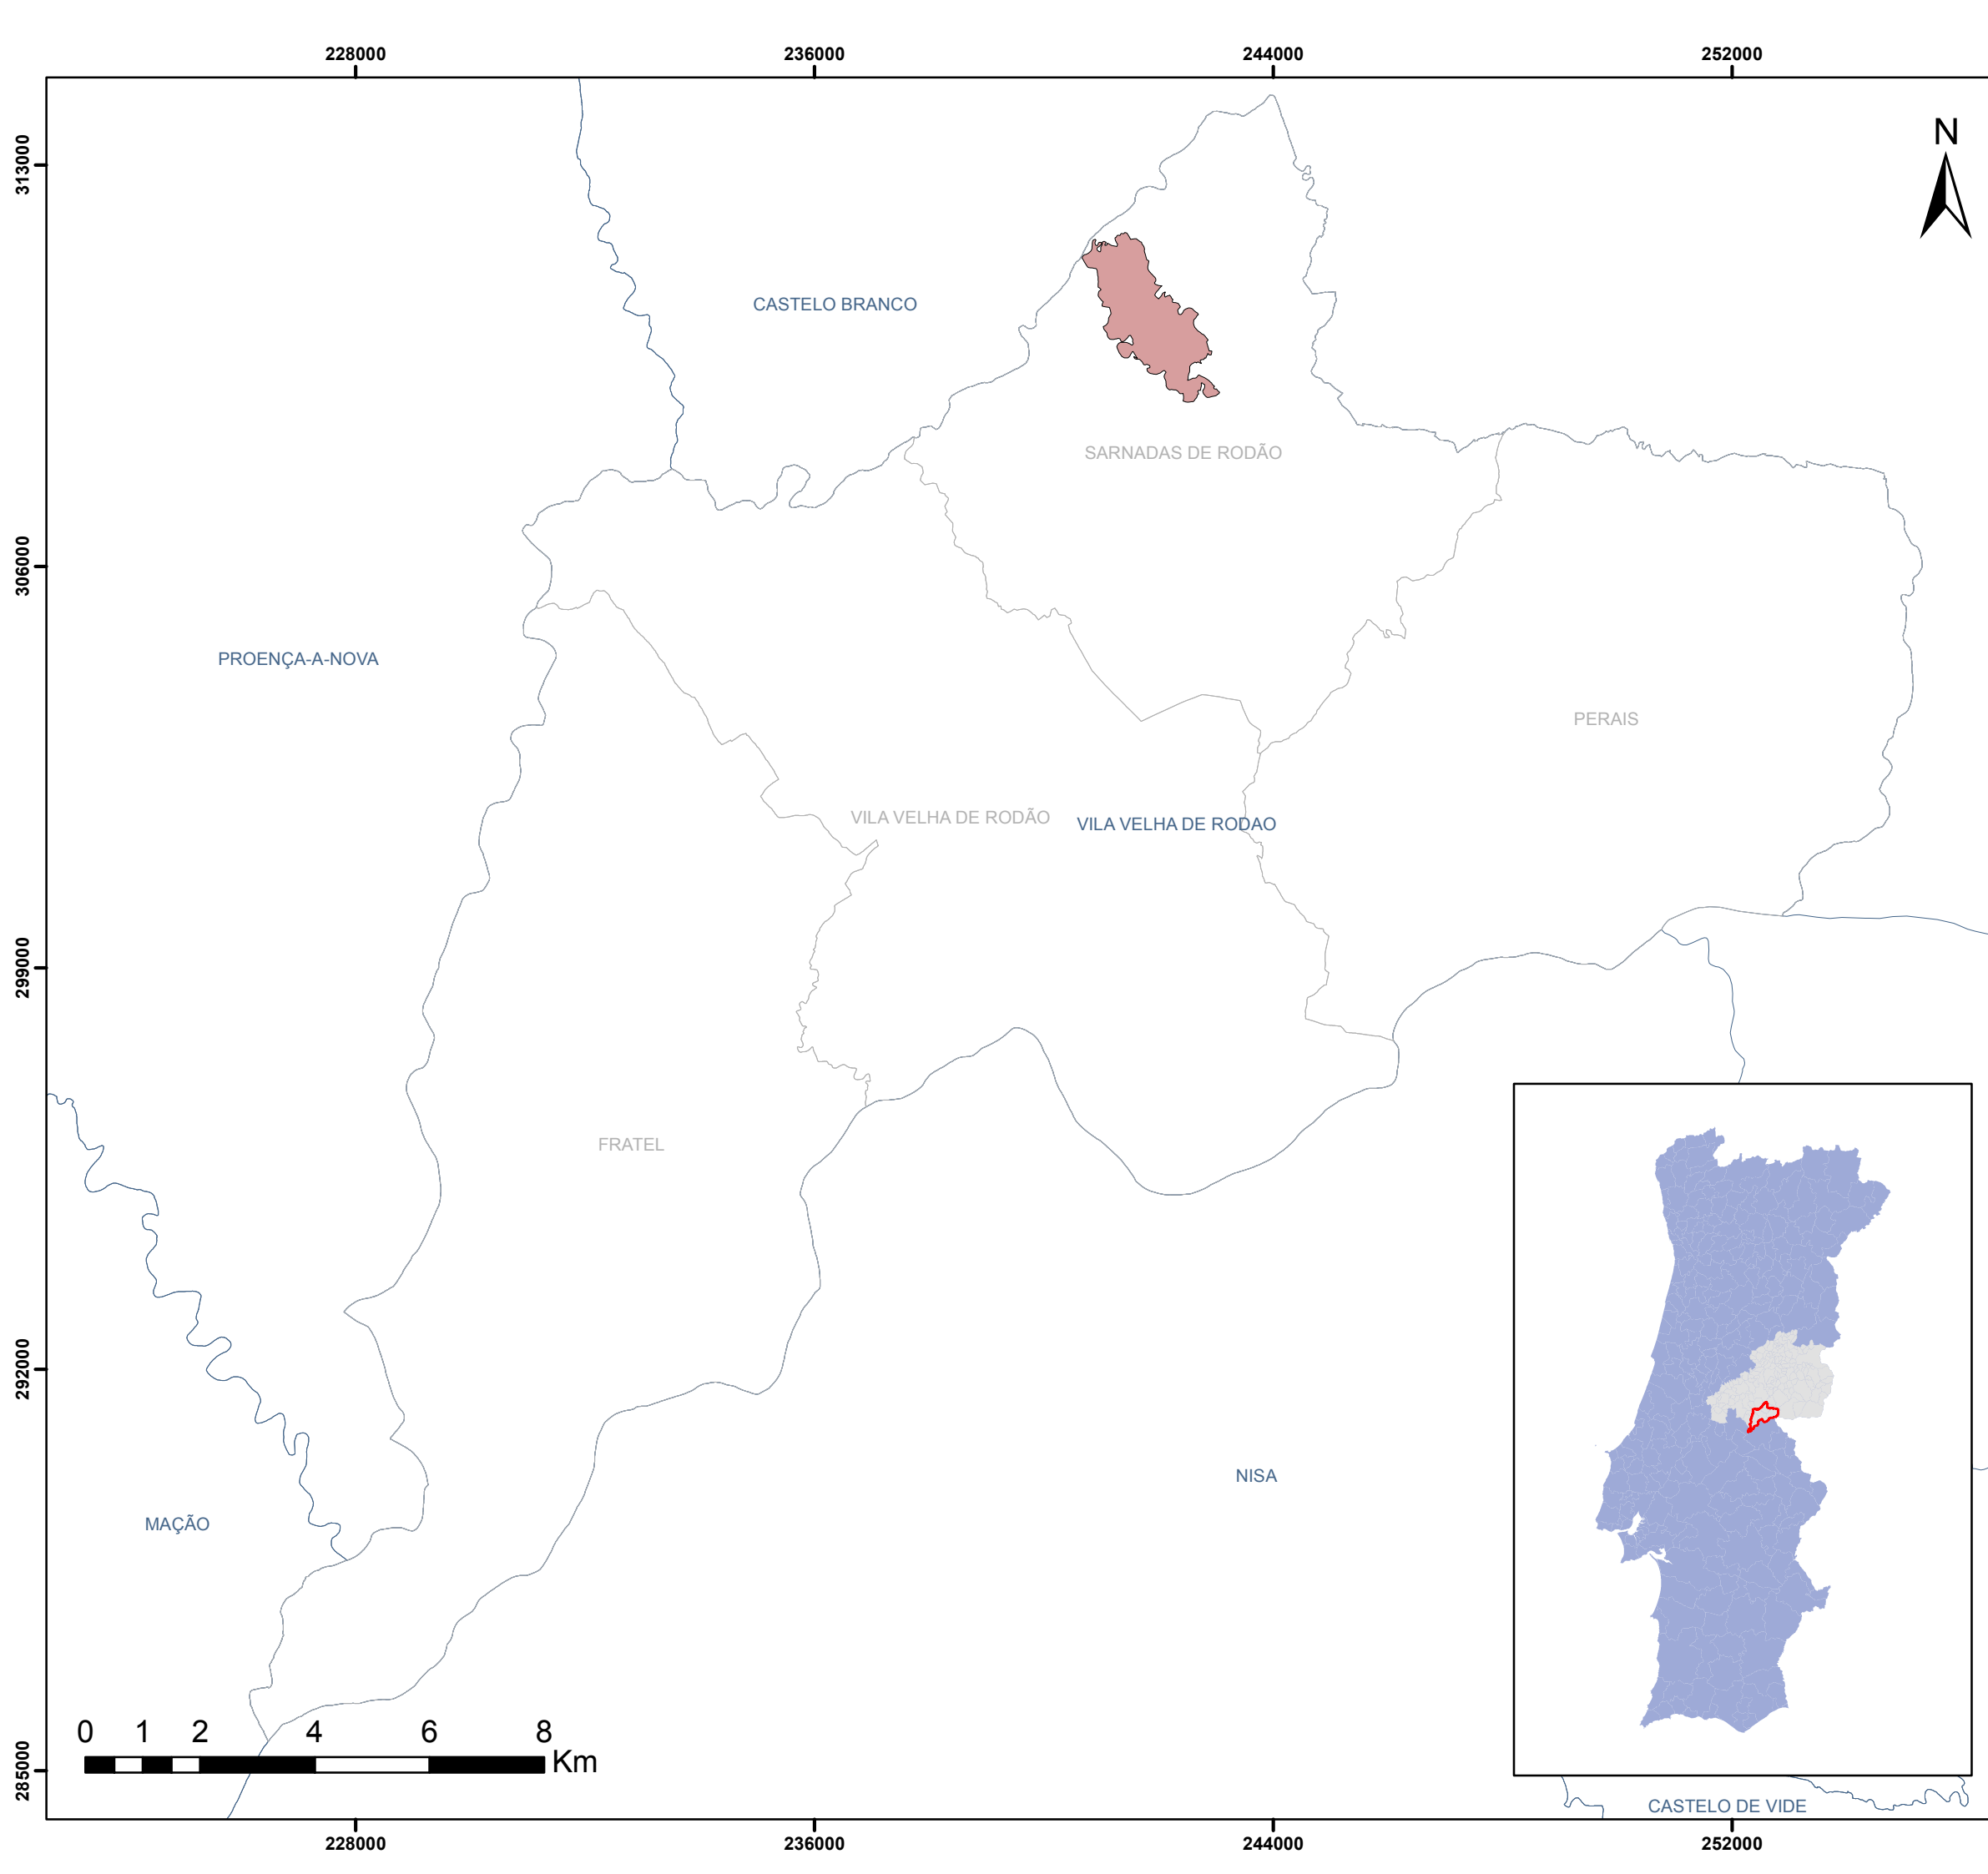 228000 236000 244000 252000
N
313000
CASTELO BRANCO
SARNADAS DE RODÃO
306000
PROENÇA-A-NOVA
PERAIS
VILA VELHA DE RODÃO
VILA VELHA DE RODAO
299000
FRATEL
292000
NISA
MAÇÃO
0 1 2 4 6 8
Km
285000
CASTELO DE VIDE
228000 236000 244000 252000